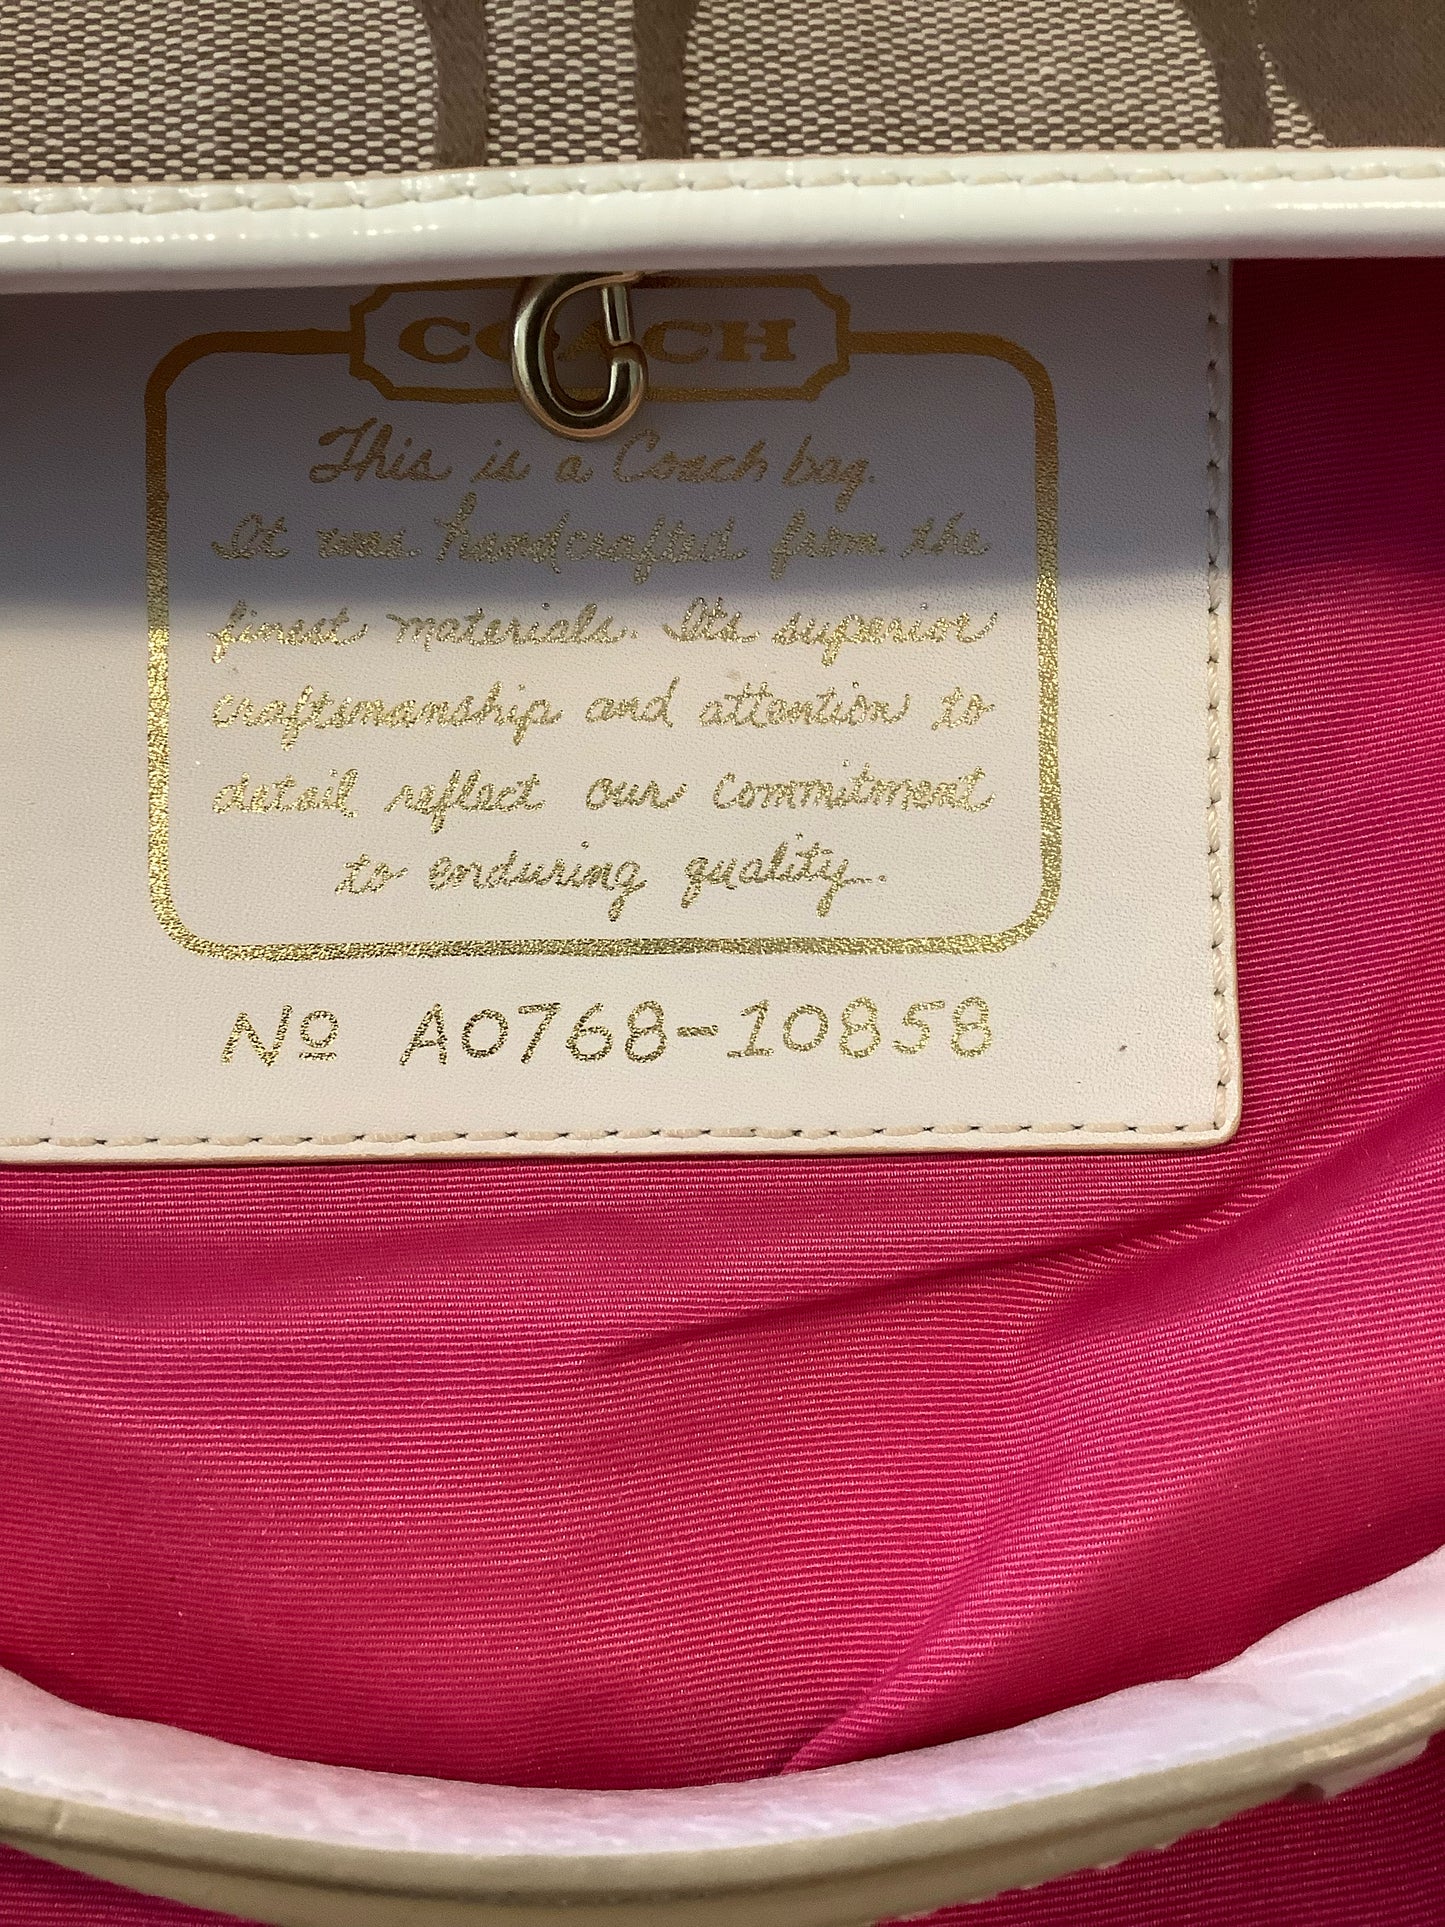 COACH
This is a Coach bag.
It was handcrafted from the
finest materials. Its superior
craftsmanship and attention to
detail reflect our commitment
to enduring quality.
Nº A0768-10858